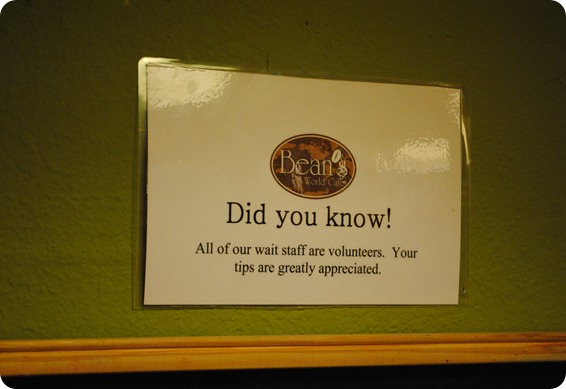 Bean's
World Cafe
Did you know!
All of our wait staff are volunteers. Your
tips are greatly appreciated.